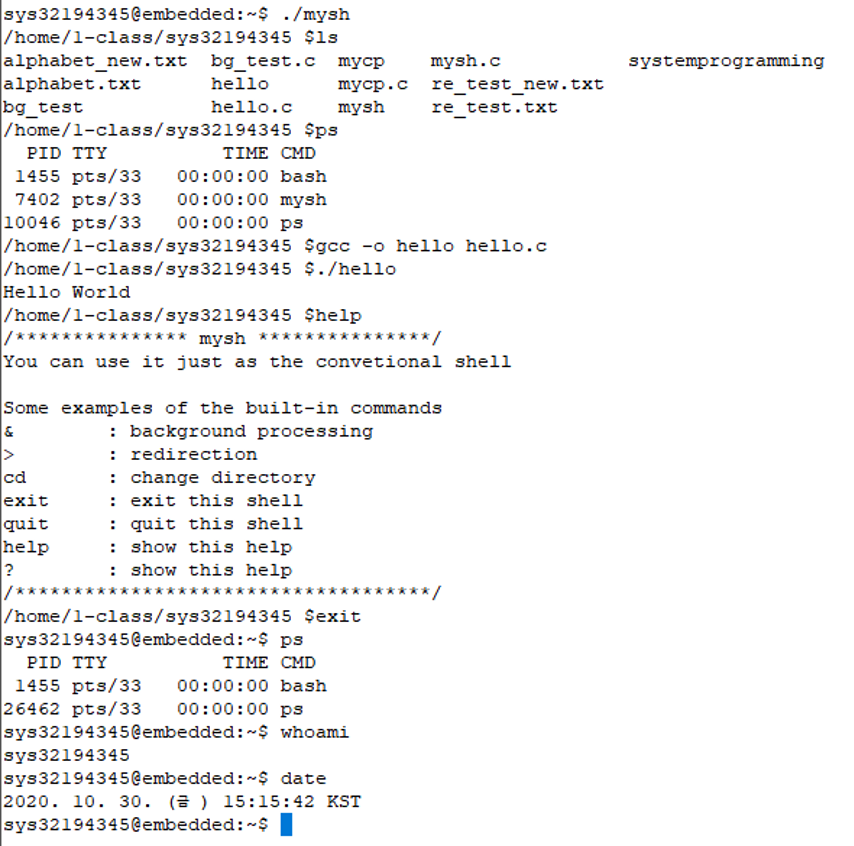 sys32194345@embedded:~$ ./mysh
/home/1-class/sys32194345 $ls
alphabet_new.txt  bg_test.c  mycp    mysh.c           systemprogramming
alphabet.txt      hello      mycp.c  re_test_new.txt
bg_test           hello.c    mysh    re_test.txt
/home/1-class/sys32194345 $ps
  PID TTY          TIME CMD
 1455 pts/33   00:00:00 bash
 7402 pts/33   00:00:00 mysh
10046 pts/33   00:00:00 ps
/home/1-class/sys32194345 $gcc -o hello hello.c
/home/1-class/sys32194345 $./hello
Hello World
/home/1-class/sys32194345 $help
/*************** mysh ***************/
You can use it just as the convetional shell

Some examples of the built-in commands
&        : background processing
>        : redirection
cd       : change directory
exit     : exit this shell
quit     : quit this shell
help     : show this help
?        : show this help
/************************************/
/home/1-class/sys32194345 $exit
sys32194345@embedded:~$ ps
  PID TTY          TIME CMD
 1455 pts/33   00:00:00 bash
26462 pts/33   00:00:00 ps
sys32194345@embedded:~$ whoami
sys32194345
sys32194345@embedded:~$ date
2020. 10. 30. (금 ) 15:15:42 KST
sys32194345@embedded:~$